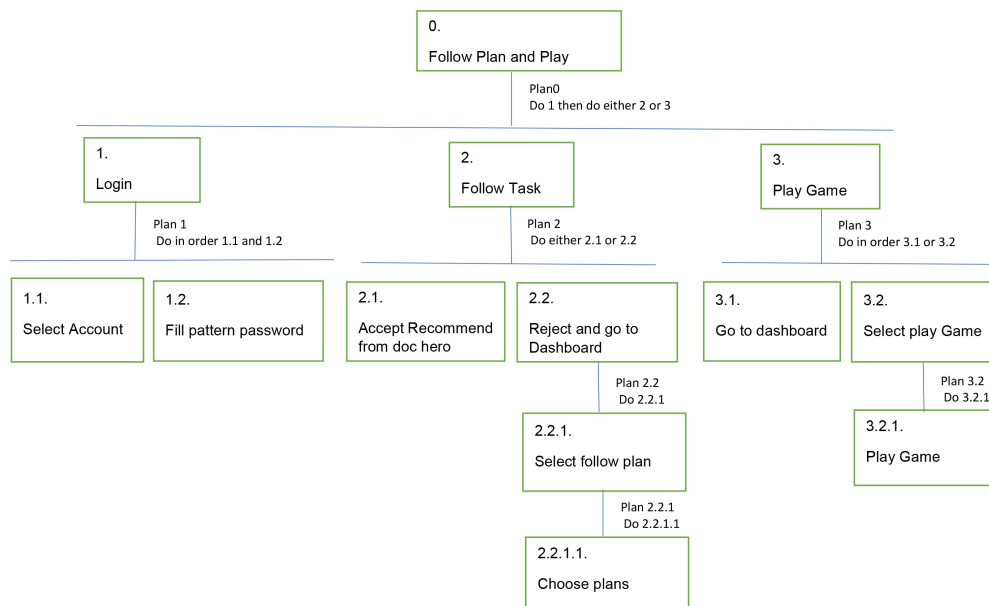 0.
Follow Plan and Play
Plan0
Do 1 then do either 2 or 3
1.
Login
2.
Follow Task
3.
Play Game
Plan 1
Do in order 1.1 and 1.2
Plan 2
Do either 2.1 or 2.2
Plan 3
Do in order 3.1 or 3.2
1.1.
Select Account
1.2.
Fill pattern password
2.1.
Accept Recommend
from doc hero
2.2.
Reject and go to
Dashboard
3.1.
Go to dashboard
3.2.
Select play Game
Plan 2.2
Do 2.2.1
Plan 3.2
Do 3.2.1
2.2.1.
Select follow plan
3.2.1.
Play Game
Plan 2.2.1
Do 2.2.1.1
2.2.1.1.
Choose plans